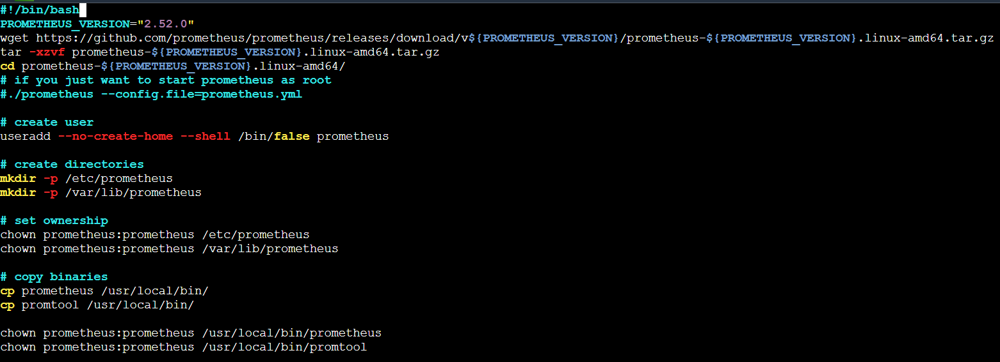 #!/bin/bash
PROMETHEUS_VERSION="2.52.0"
wget https://github.com/prometheus/prometheus/releases/download/v${PROMETHEUS_VERSION}/prometheus-${PROMETHEUS_VERSION}.linux-amd64.tar.gz
tar -xzvf prometheus-${PROMETHEUS_VERSION}.linux-amd64.tar.gz
cd prometheus-${PROMETHEUS_VERSION}.linux-amd64/
# if you just want to start prometheus as root
#./prometheus --config.file=prometheus.yml

# create user
useradd --no-create-home --shell /bin/false prometheus

# create directories
mkdir -p /etc/prometheus
mkdir -p /var/lib/prometheus

# set ownership
chown prometheus:prometheus /etc/prometheus
chown prometheus:prometheus /var/lib/prometheus

# copy binaries
cp prometheus /usr/local/bin/
cp promtool /usr/local/bin/

chown prometheus:prometheus /usr/local/bin/prometheus
chown prometheus:prometheus /usr/local/bin/promtool